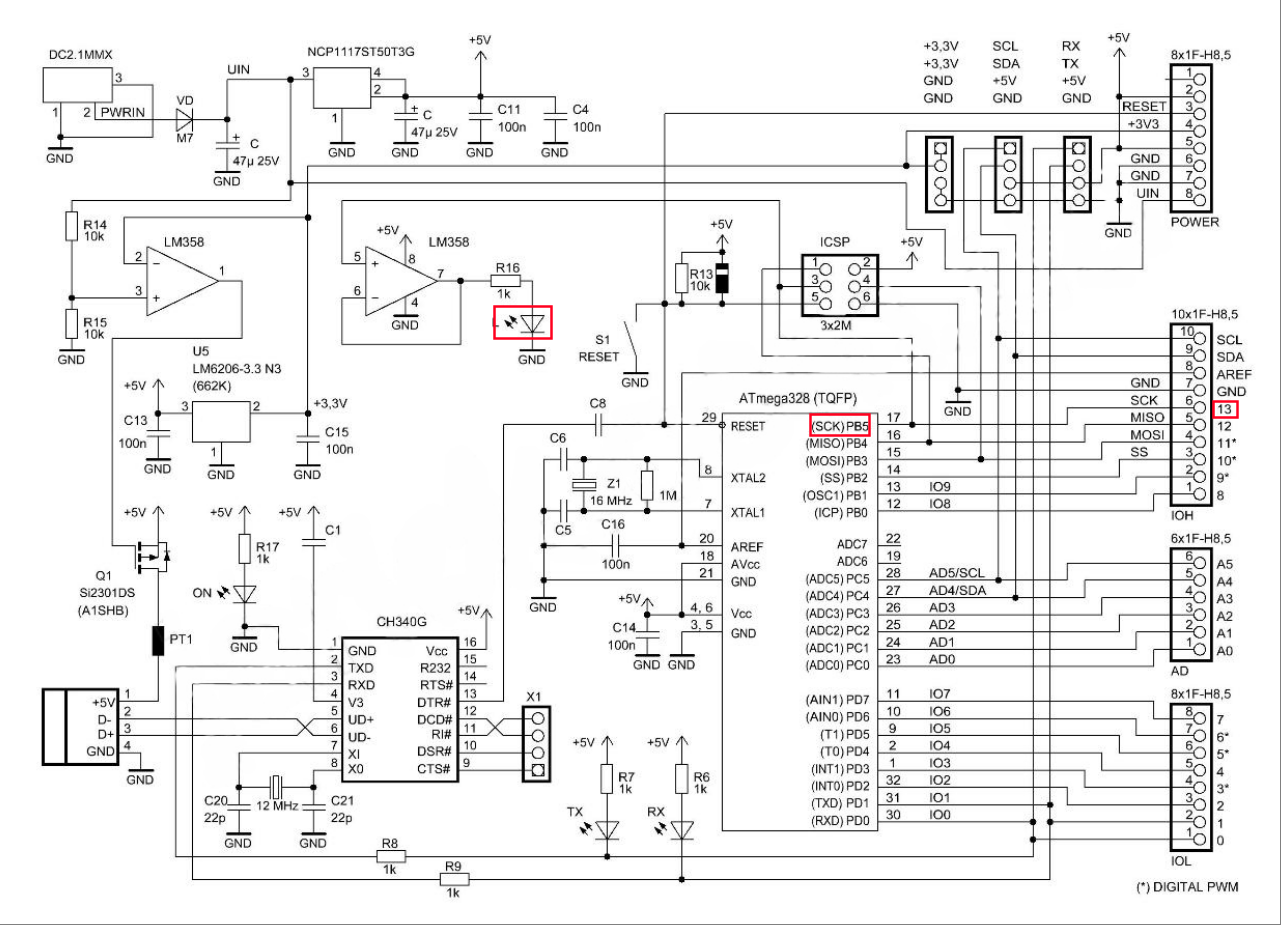 DC2.1MMX
3
1
2
PWRIN
GND
VD
M7
UIN
+
C
47µ 25V
GND
NCP1117ST50T3G
3
4
2
1
GND
+5V
+
C
47µ 25V
GND
C11
100n
GND
C4
100n
GND
+3,3V SCL RX
+3,3V SDA TX
GND +5V +5V
GND GND GND
+5V
8x1F-H8,5
1
2
RESET 3
+3V3 4
5
GND 6
GND 7
UIN 8
POWER
GND
R14
10k
R15
10k
GND
LM358
2
−
3
+
1
+5V
LM358
5
+
6
−
8
7
4
GND
R16
1k
L
GND
+5V
R13
10k
S1
RESET
GND
ICSP
+5V
1 2
3 4
5 6
3x2M
GND
10x1F-H8,5
10 SCL
9 SDA
8 AREF
GND 7 GND
SCK 6 13
MISO 5 12
MOSI 4 11*
SS 3 10*
2 9*
1 8
IOH
U5
LM6206-3.3 N3
(662K)
+5V
3
2
1
+3,3V
C13
100n
GND
GND
C15
100n
GND
C8
C6
Z1
16 MHz
1M
C5
C16
100n
GND
+5V
C14
100n
GND
GND
ATmega328 (TQFP)
29 RESET
8 XTAL2
7 XTAL1
20 AREF
18 AVcc
21 GND
4, 6 Vcc
3, 5 GND
(SCK) PB5 17
(MISO) PB4 16
(MOSI) PB3 15
(SS) PB2 14
(OSC1) PB1 13 IO9
(ICP) PB0 12 IO8
ADC7 22
ADC6 19
(ADC5) PC5 28 AD5/SCL
(ADC4) PC4 27 AD4/SDA
(ADC3) PC3 26 AD3
(ADC2) PC2 25 AD2
(ADC1) PC1 24 AD1
(ADC0) PC0 23 AD0
(AIN1) PD7 11 IO7
(AIN0) PD6 10 IO6
(T1) PD5 9 IO5
(T0) PD4 2 IO4
(INT1) PD3 1 IO3
(INT0) PD2 32 IO2
(TXD) PD1 31 IO1
(RXD) PD0 30 IO0
6x1F-H8,5
6 A5
5 A4
4 A3
3 A2
2 A1
1 A0
AD
8x1F-H8,5
8 7
7 6*
6 5*
5 4
4 3*
3 2
2 1
1 0
IOL
(*) DIGITAL PWM
+5V
Q1
Si2301DS
(A1SHB)
PT1
+5V
R17
1k
ON
GND
+5V
C1
+5V 1
D- 2
D+ 3
GND 4
GND
CH340G
1 GND
2 TXD
3 RXD
4 V3
5 UD+
6 UD-
7 XI
8 X0
+5V
Vcc 16
R232 15
RTS# 14
DTR# 13
DCD# 12
RI# 11
DSR# 10
CTS# 9
X1
C20
22p
GND
12 MHz
C21
22p
GND
+5V
R7
1k
TX
+5V
R6
1k
RX
R8
1k
R9
1k